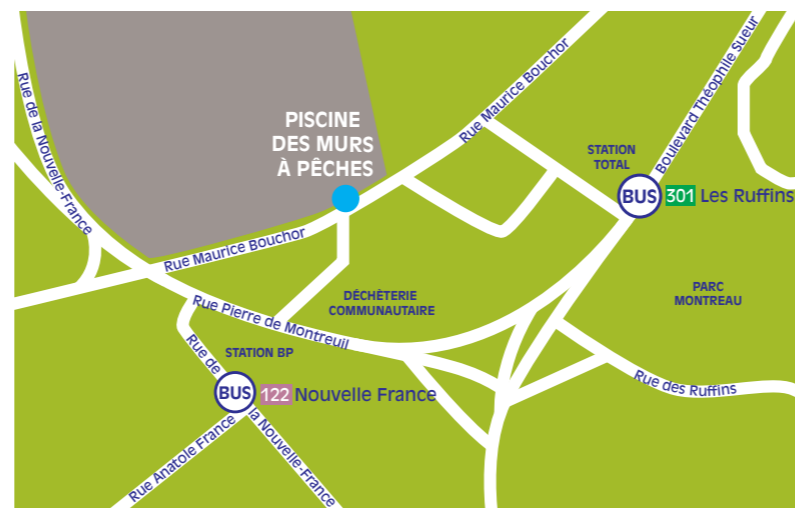 Rue de la Nouvelle-France
PISCINE
DES MURS
À PÊCHES
Rue Maurice Bouchor
STATION
TOTAL
Boulevard Théophile Sueur
BUS 301 Les Ruffins
Rue Maurice Bouchor
PARC
MONTREAU
DÉCHÈTERIE
COMMUNAUTAIRE
Rue Pierre de Montreuil
STATION BP
Rue de
la Nouvelle-France
BUS 122 Nouvelle France
Rue des Ruffins
Rue Anatole France